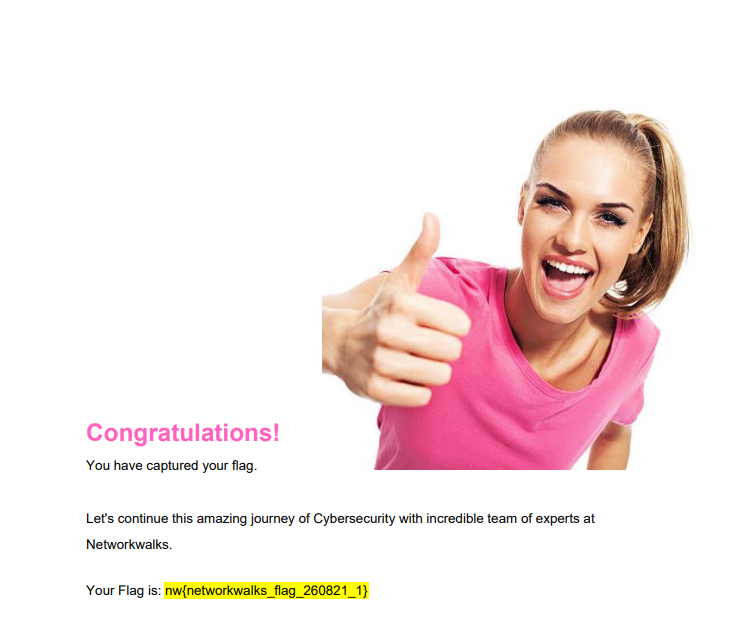 Congratulations!
You have captured your flag.
Let's continue this amazing journey of Cybersecurity with incredible team of experts at
Networkwalks.
Your Flag is: nw{networkwalks_flag_260821_1}